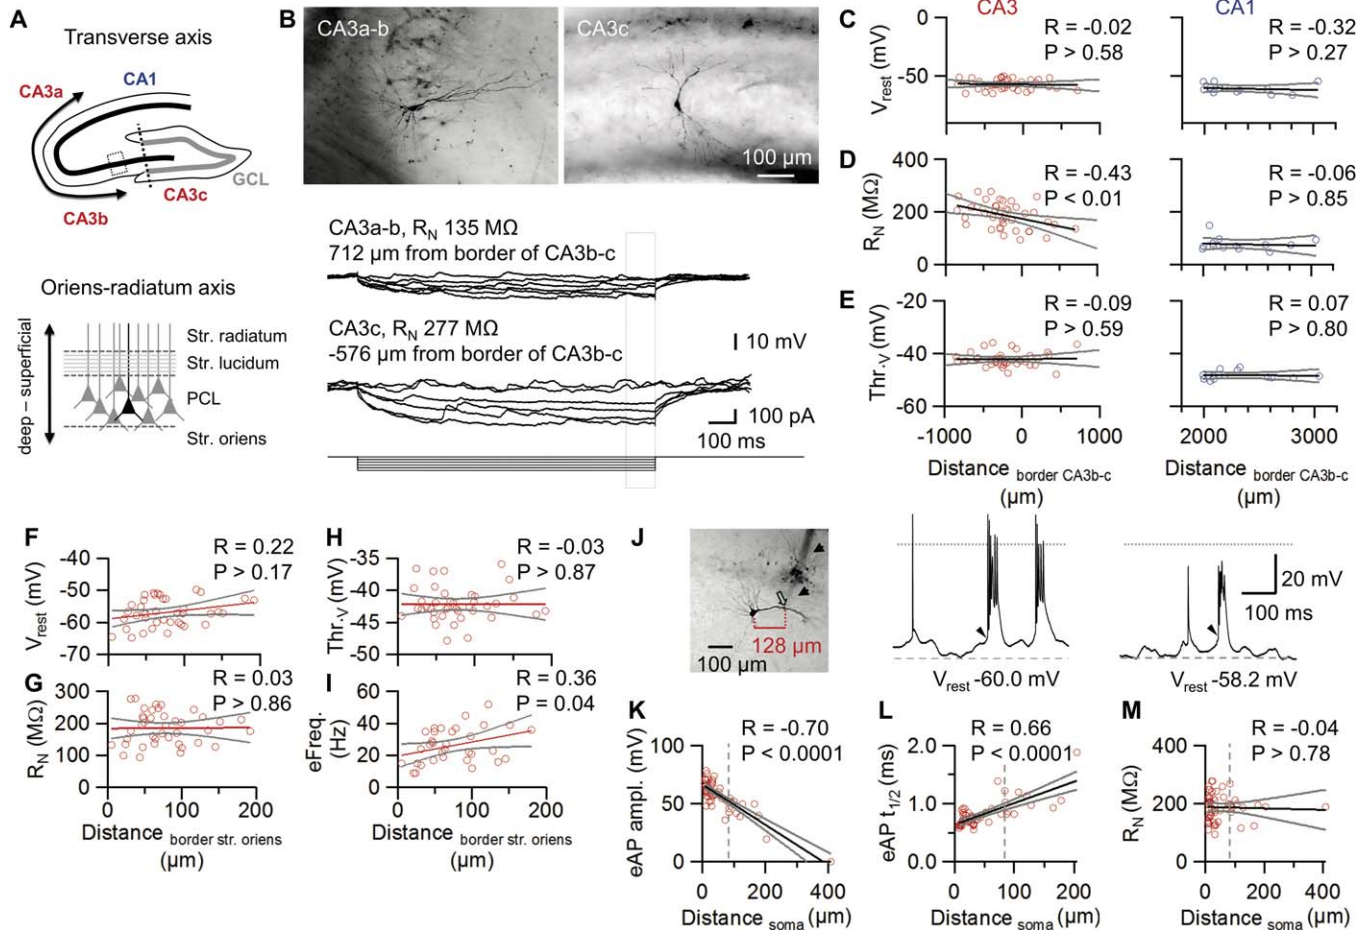 A
Transverse axis
CA1
CA3a
GCL
CA3c
CA3b
Oriens-radiatum axis
deep – superficial
Str. radiatum
Str. lucidum
PCL
Str. oriens
B
CA3a-b
CA3c
100 µm
CA3a-b, RN 135 MΩ
712 µm from border of CA3b-c
CA3c, RN 277 MΩ
-576 µm from border of CA3b-c
10 mV
100 pA
100 ms
CA3
CA1
C
Vrest (mV)
0
-50
R = -0.02
P > 0.58
R = -0.32
P > 0.27
D
RN (MΩ)
400
200
0
R = -0.43
P < 0.01
R = -0.06
P > 0.85
E
Thr.V (mV)
-20
-40
-60
R = -0.09
P > 0.59
R = 0.07
P > 0.80
-1000 0 1000
2000 3000
Distance border CA3b-c
(µm)
Distance border CA3b-c
(µm)
F
Vrest (mV)
-40
-50
-60
-70
R = 0.22
P > 0.17
G
RN (MΩ)
300
200
100
0
R = 0.03
P > 0.86
0 100 200
Distance border str. oriens
(µm)
H
Thr.V (mV)
-35
-38
-43
-48
R = -0.03
P > 0.87
I
eFreq.
(Hz)
60
40
20
0
R = 0.36
P = 0.04
0 100 200
Distance border str. oriens
(µm)
J
128 µm
100 µm
Vrest -60.0 mV
Vrest -58.2 mV
20 mV
100 ms
K
eAP ampl. (mV)
100
50
0
R = -0.70
P < 0.0001
0 200 400
Distance soma (µm)
L
eAP t1/2 (ms)
2.0
1.0
0.0
R = 0.66
P < 0.0001
0 100 200
Distance soma (µm)
M
RN (MΩ)
400
200
0
R = -0.04
P > 0.78
0 200 400
Distance soma (µm)